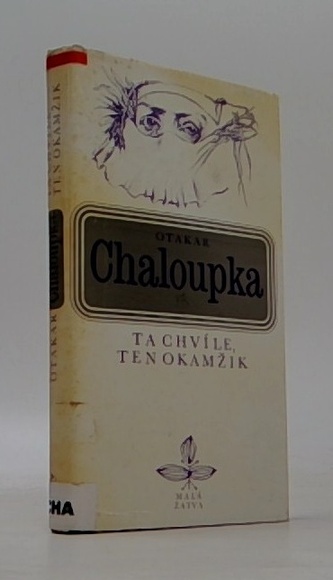 OTAKAR
Chaloupka
TA CHVÍLE,
TEN OKAMŽIK
MALÁ
ŽATVA
OTAKAR Chaloupka TEN OKAMŽIK
CHA